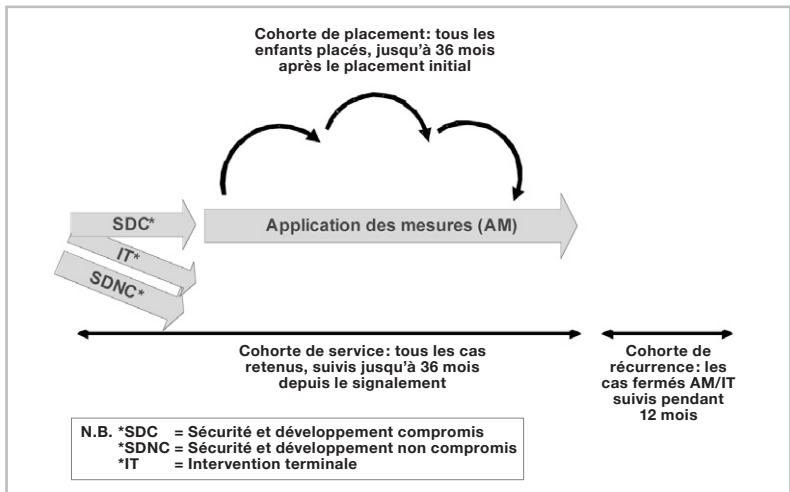 Cohorte de placement: tous les
enfants placés, jusqu'à 36 mois
après le placement initial
SDC*
Application des mesures (AM)
IT*
SDNC*
Cohorte de service: tous les cas
retenus, suivis jusqu'à 36 mois
depuis le signalement
Cohorte de
récurrence: les
cas fermés AM/IT
suivis pendant
12 mois
N.B. *SDC = Sécurité et développement compromis
*SDNC = Sécurité et développement non compromis
*IT = Intervention terminale